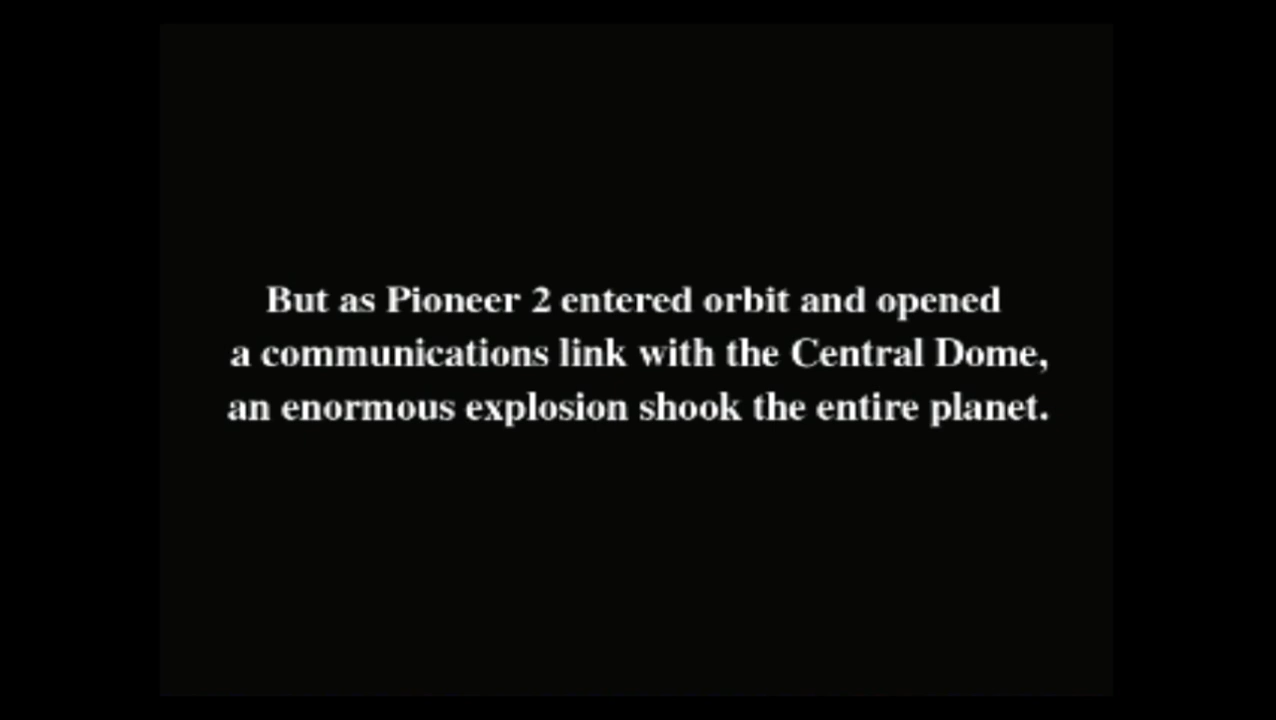 But as Pioneer 2 entered orbit and opened
a communications link with the Central Dome,
an enormous explosion shook the entire planet.